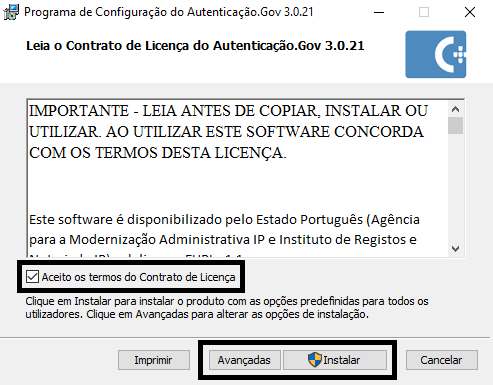 Programa de Configuração do Autenticação.Gov 3.0.21
Leia o Contrato de Licença do Autenticação.Gov 3.0.21
IMPORTANTE - LEIA ANTES DE COPIAR, INSTALAR OU
UTILIZAR. AO UTILIZAR ESTE SOFTWARE CONCORDA
COM OS TERMOS DESTA LICENÇA.
Este software é disponibilizado pelo Estado Português (Agência
para a Modernização Administrativa IP e Instituto de Registos e
Aceito os termos do Contrato de Licença
Clique em Instalar para instalar o produto com as opções predefinidas para todos os
utilizadores. Clique em Avançadas para alterar as opções de instalação.
Imprimir
Avançadas
Instalar
Cancelar